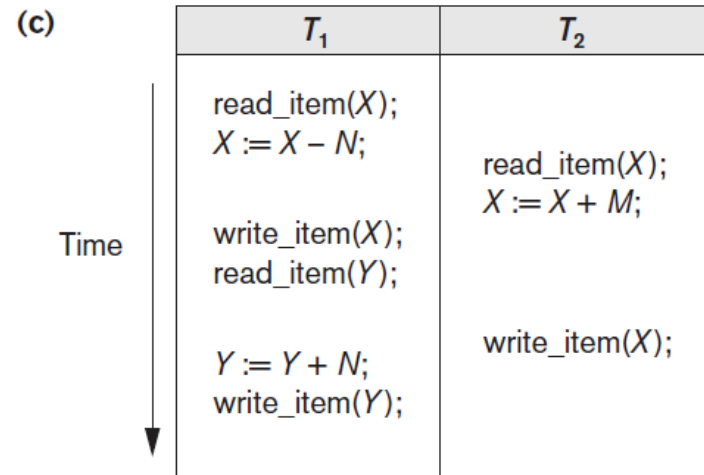 (c)
T1 T2
read_item(X);
X := X – N;
read_item(X);
X := X + M;
write_item(X);
Time
read_item(Y);
write_item(X);
Y := Y + N;
write_item(Y);